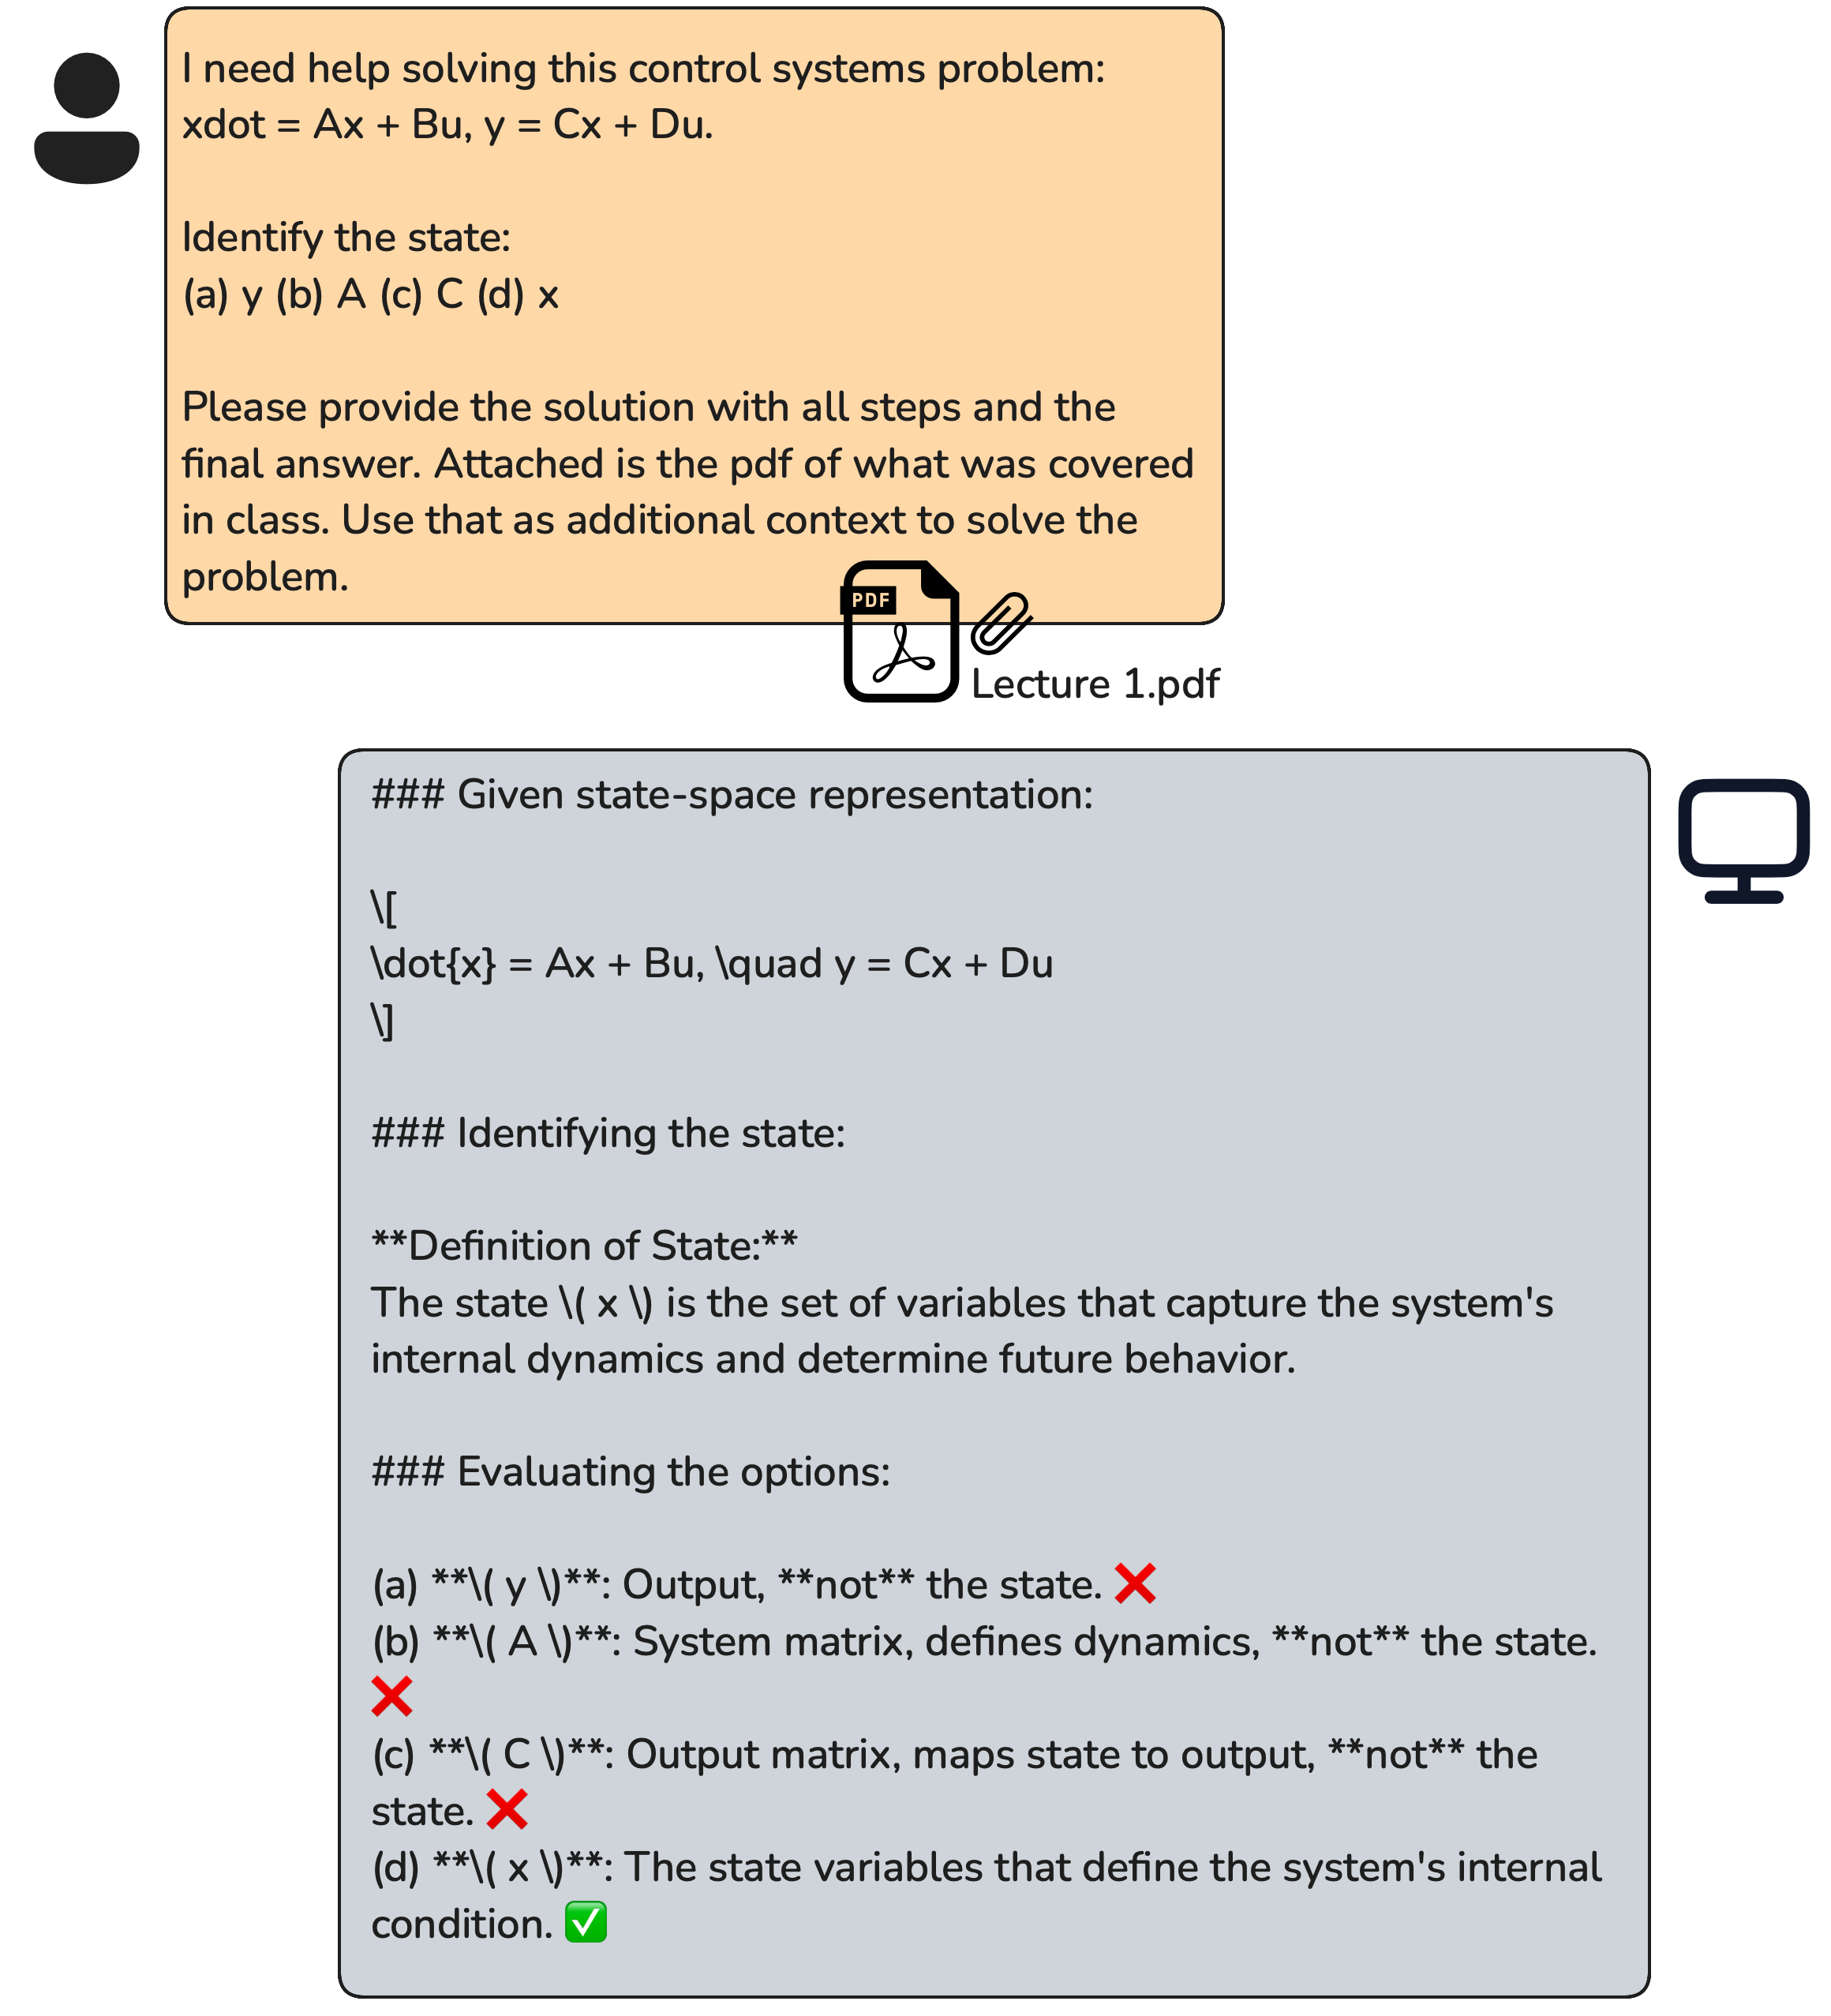 I need help solving this control systems problem:
xdot = Ax + Bu, y = Cx + Du.
Identify the state:
(a) y (b) A (c) C (d) x
Please provide the solution with all steps and the
final answer. Attached is the pdf of what was covered
in class. Use that as additional context to solve the
problem.
PDF
Lecture 1.pdf
### Given state-space representation:
\[
\dot{x} = Ax + Bu, \quad y = Cx + Du
\]
### Identifying the state:
**Definition of State:**
The state \( x \) is the set of variables that capture the system's
internal dynamics and determine future behavior.
### Evaluating the options:
(a) **\( y \)**: Output, **not** the state. ❌
(b) **\( A \)**: System matrix, defines dynamics, **not** the state.
❌
(c) **\( C \)**: Output matrix, maps state to output, **not** the
state. ❌
(d) **\( x \)**: The state variables that define the system's internal
condition. ✅